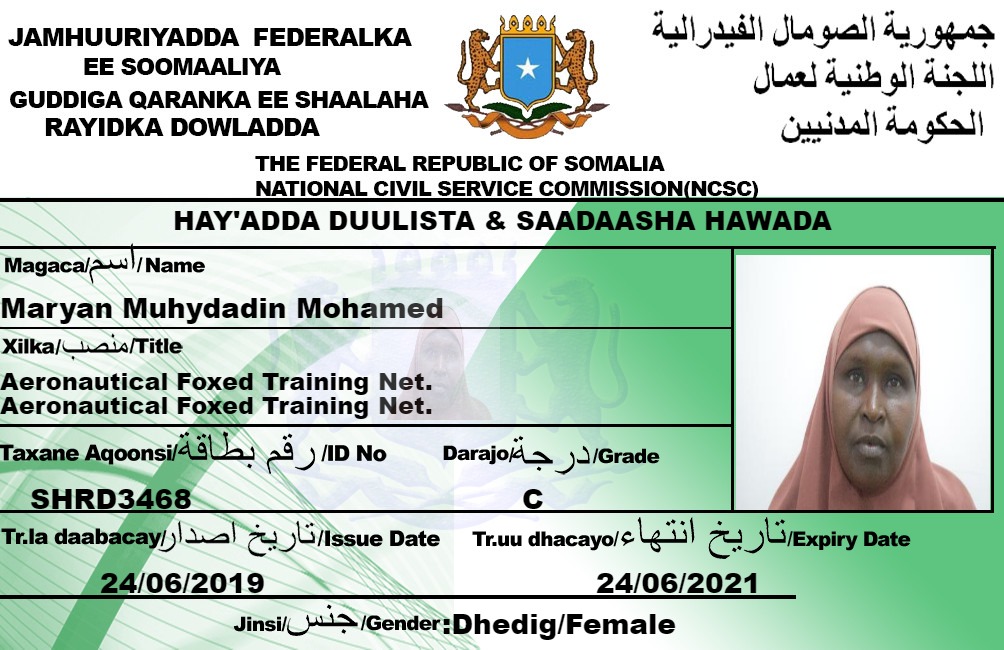 JAMHUURIYADDA FEDERALKA
EE SOOMAALIYA
GUDDIGA QARANKA EE SHAALAHA
RAYIDKA DOWLADDA
جمهورية الصومال الفيدرالية
اللجنة الوطنية لعمال
الحكومة المدنيين
THE FEDERAL REPUBLIC OF SOMALIA
NATIONAL CIVIL SERVICE COMMISSION(NCSC)
HAY'ADDA DUULISTA & SAADAASHA HAWADA
Magaca/اسم/Name
Maryan Muhydadin Mohamed
Xilka/منصب/Title
Aeronautical Foxed Training Net.
Aeronautical Foxed Training Net.
Taxane Aqoonsi/رقم بطاقة/ID No Darajo/درجة/Grade
SHRD3468 C
Tr.la daabacay/تاريخ اصدار/Issue Date Tr.uu dhacayo/تاريخ انتهاء/Expiry Date
24/06/2019 24/06/2021
Jinsi/جنس/Gender:Dhedig/Female